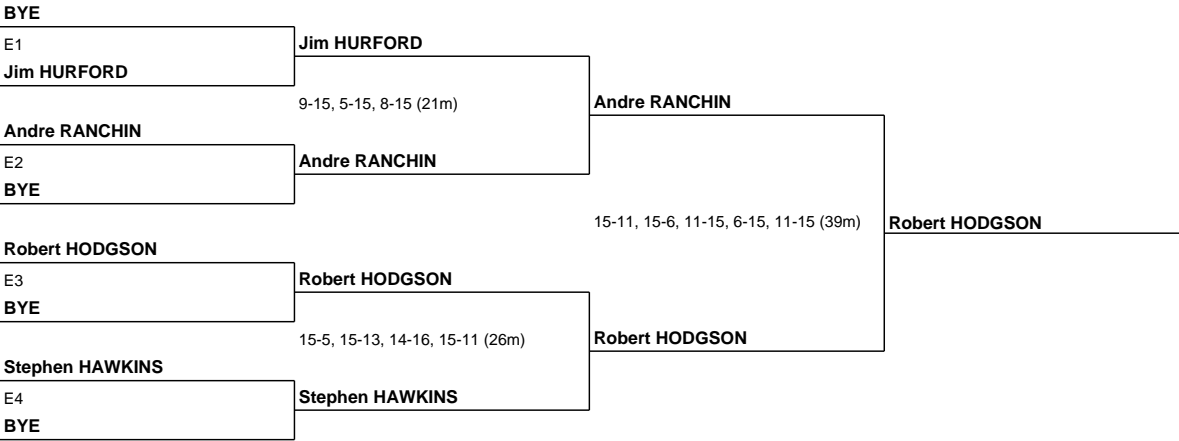 BYE
E1
Jim HURFORD
Andre RANCHIN
E2
BYE
Robert HODGSON
E3
BYE
Stephen HAWKINS
E4
BYE
Jim HURFORD
9-15, 5-15, 8-15 (21m)
Andre RANCHIN
Robert HODGSON
15-5, 15-13, 14-16, 15-11 (26m)
Stephen HAWKINS
Andre RANCHIN
15-11, 15-6, 11-15, 6-15, 11-15 (39m)
Robert HODGSON
Robert HODGSON